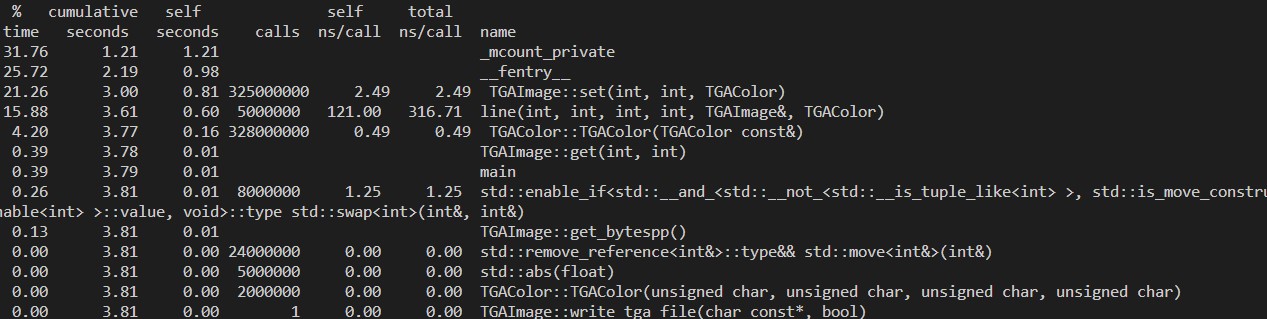 %   cumulative   self              self     total
time   seconds   seconds    calls  ns/call  ns/call  name
31.76      1.21     1.21                             _mcount_private
25.72      2.19     0.98                             __fentry__
21.26      3.00     0.81 325000000     2.49     2.49  TGAImage::set(int, int, TGAColor)
15.88      3.61     0.60  5000000   121.00   316.71  line(int, int, int, int, TGAImage&, TGAColor)
4.20      3.77     0.16 328000000     0.49     0.49  TGAColor::TGAColor(TGAColor const&)
0.39      3.78     0.01                             TGAImage::get(int, int)
0.39      3.79     0.01                             main
0.26      3.81     0.01  8000000     1.25     1.25  std::enable_if<std::__and_<std::__not_<std::__is_tuple_like<int> >, std::is_move_constru
nable<int> >::value, void>::type std::swap<int>(int&, int&)
0.13      3.81     0.01                             TGAImage::get_bytespp()
0.00      3.81     0.00 24000000     0.00     0.00  std::remove_reference<int&>::type&& std::move<int&>(int&)
0.00      3.81     0.00  5000000     0.00     0.00  std::abs(float)
0.00      3.81     0.00  2000000     0.00     0.00  TGAColor::TGAColor(unsigned char, unsigned char, unsigned char, unsigned char)
0.00      3.81     0.00        1     0.00     0.00  TGAImage::write_tga_file(char const*, bool)